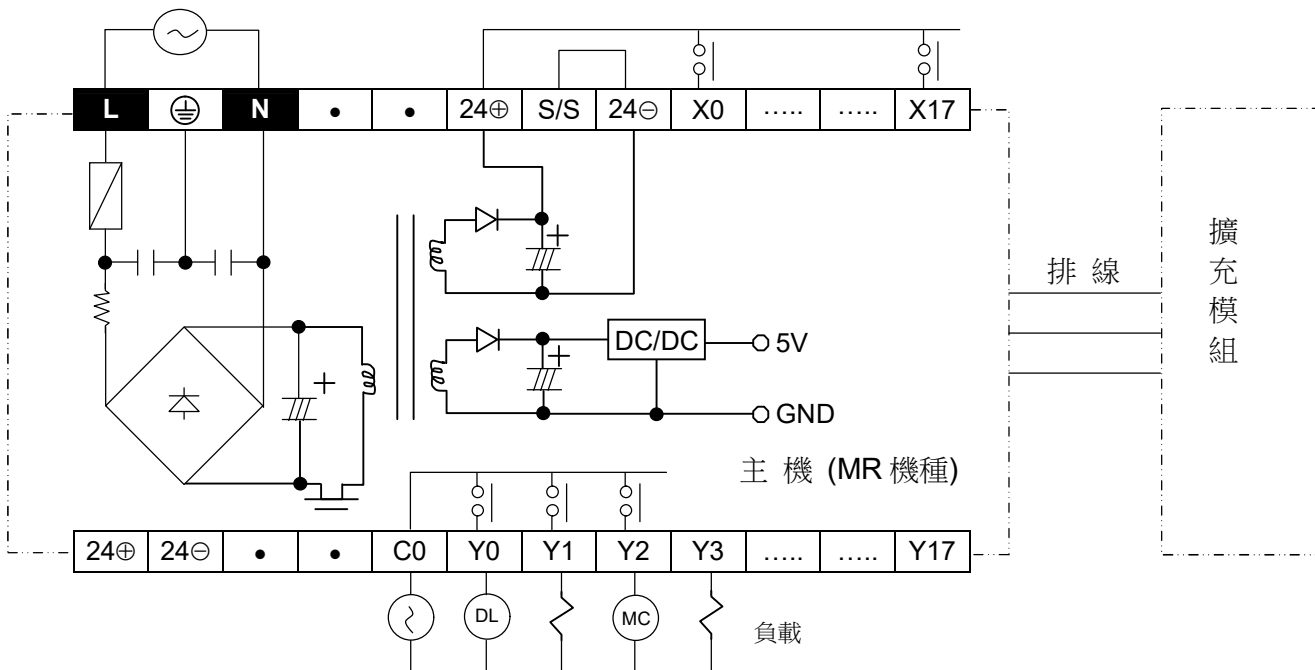 L N • • 24⊕ S/S 24⊖ X0 ..... ..... X17
+
+
DC/DC 5V
+
GND
排 線
擴充模組
主 機 (MR 機種)
24⊕ 24⊖ • • C0 Y0 Y1 Y2 Y3 ..... ..... Y17
DL MC 負載